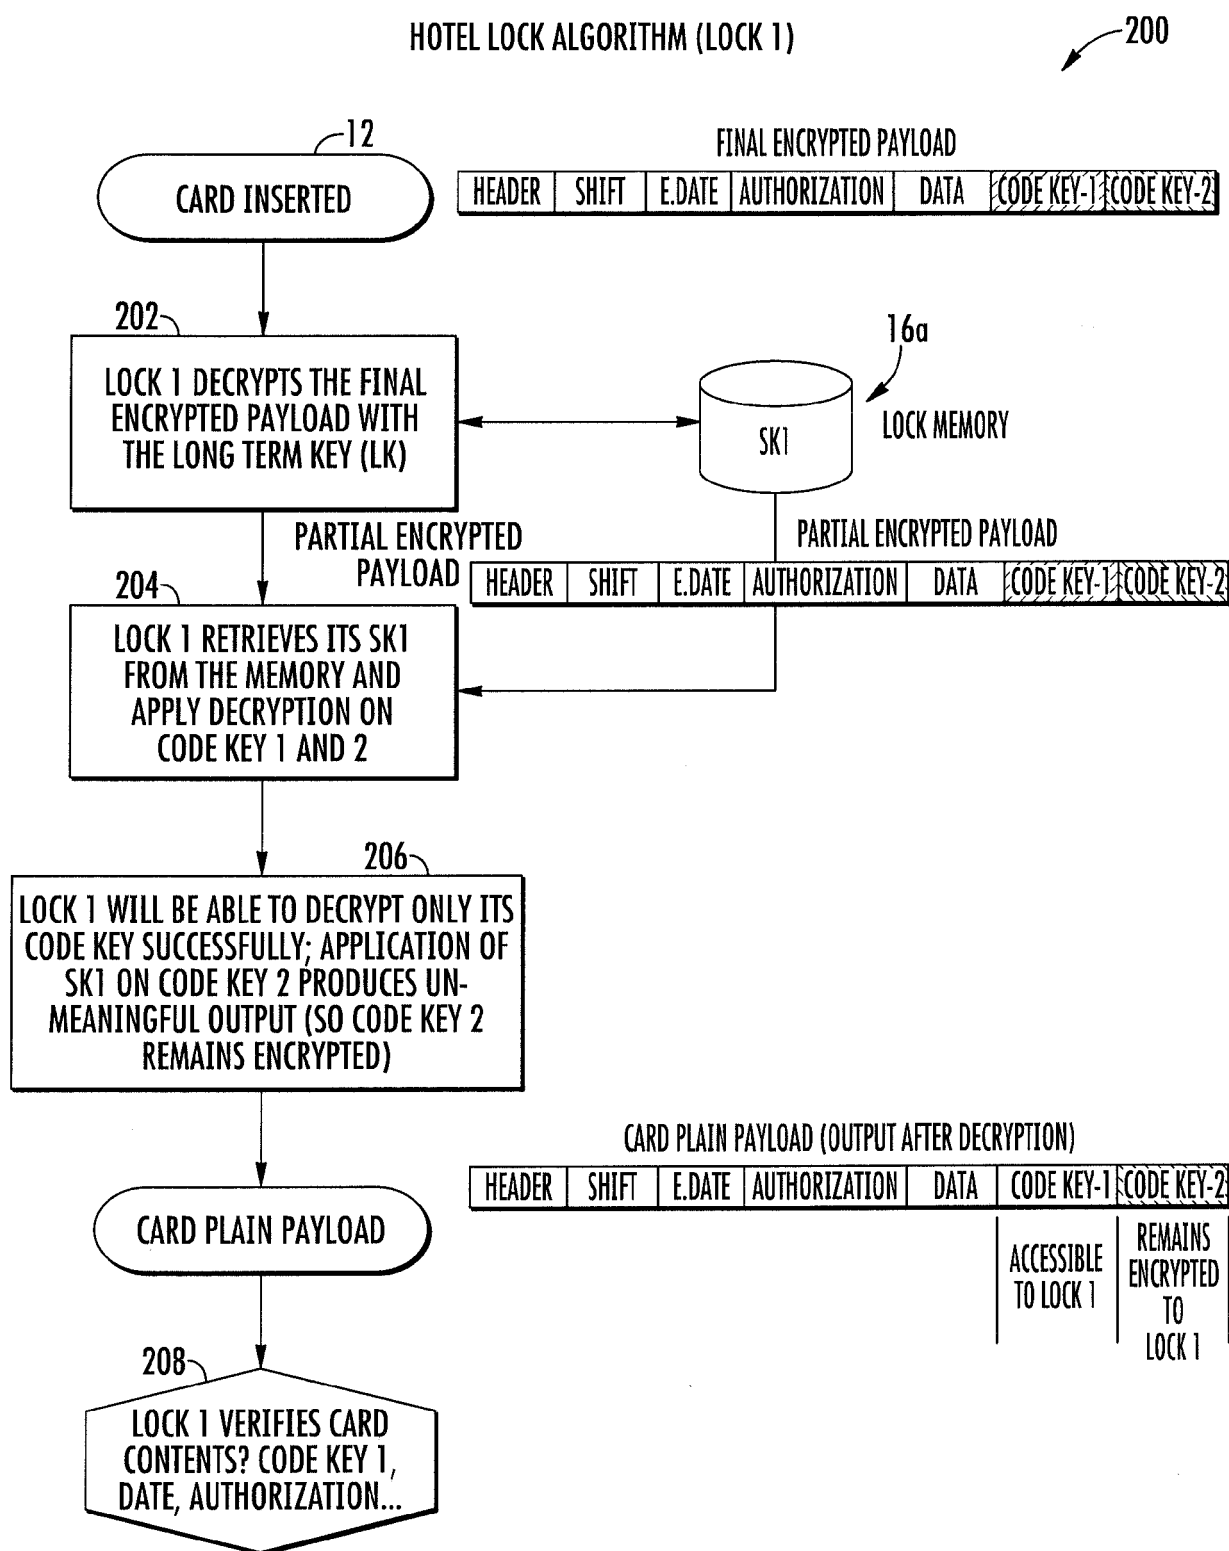 HOTEL LOCK ALGORITHM (LOCK 1)
200
12
CARD INSERTED
FINAL ENCRYPTED PAYLOAD
HEADER SHIFT E.DATE AUTHORIZATION DATA CODE KEY-1 CODE KEY-2
202
LOCK 1 DECRYPTS THE FINAL
ENCRYPTED PAYLOAD WITH
THE LONG TERM KEY (LK)
16a
SK1
LOCK MEMORY
PARTIAL ENCRYPTED
PAYLOAD
PARTIAL ENCRYPTED PAYLOAD
HEADER SHIFT E.DATE AUTHORIZATION DATA CODE KEY-1 CODE KEY-2
204
LOCK 1 RETRIEVES ITS SK1
FROM THE MEMORY AND
APPLY DECRYPTION ON
CODE KEY 1 AND 2
206
LOCK 1 WILL BE ABLE TO DECRYPT ONLY ITS
CODE KEY SUCCESSFULLY; APPLICATION OF
SK1 ON CODE KEY 2 PRODUCES UN-
MEANINGFUL OUTPUT (SO CODE KEY 2
REMAINS ENCRYPTED)
CARD PLAIN PAYLOAD (OUTPUT AFTER DECRYPTION)
HEADER SHIFT E.DATE AUTHORIZATION DATA CODE KEY-1 CODE KEY-2
CARD PLAIN PAYLOAD
ACCESSIBLE
TO LOCK 1
REMAINS
ENCRYPTED
TO
LOCK 1
208
LOCK 1 VERIFIES CARD
CONTENTS? CODE KEY 1,
DATE, AUTHORIZATION...